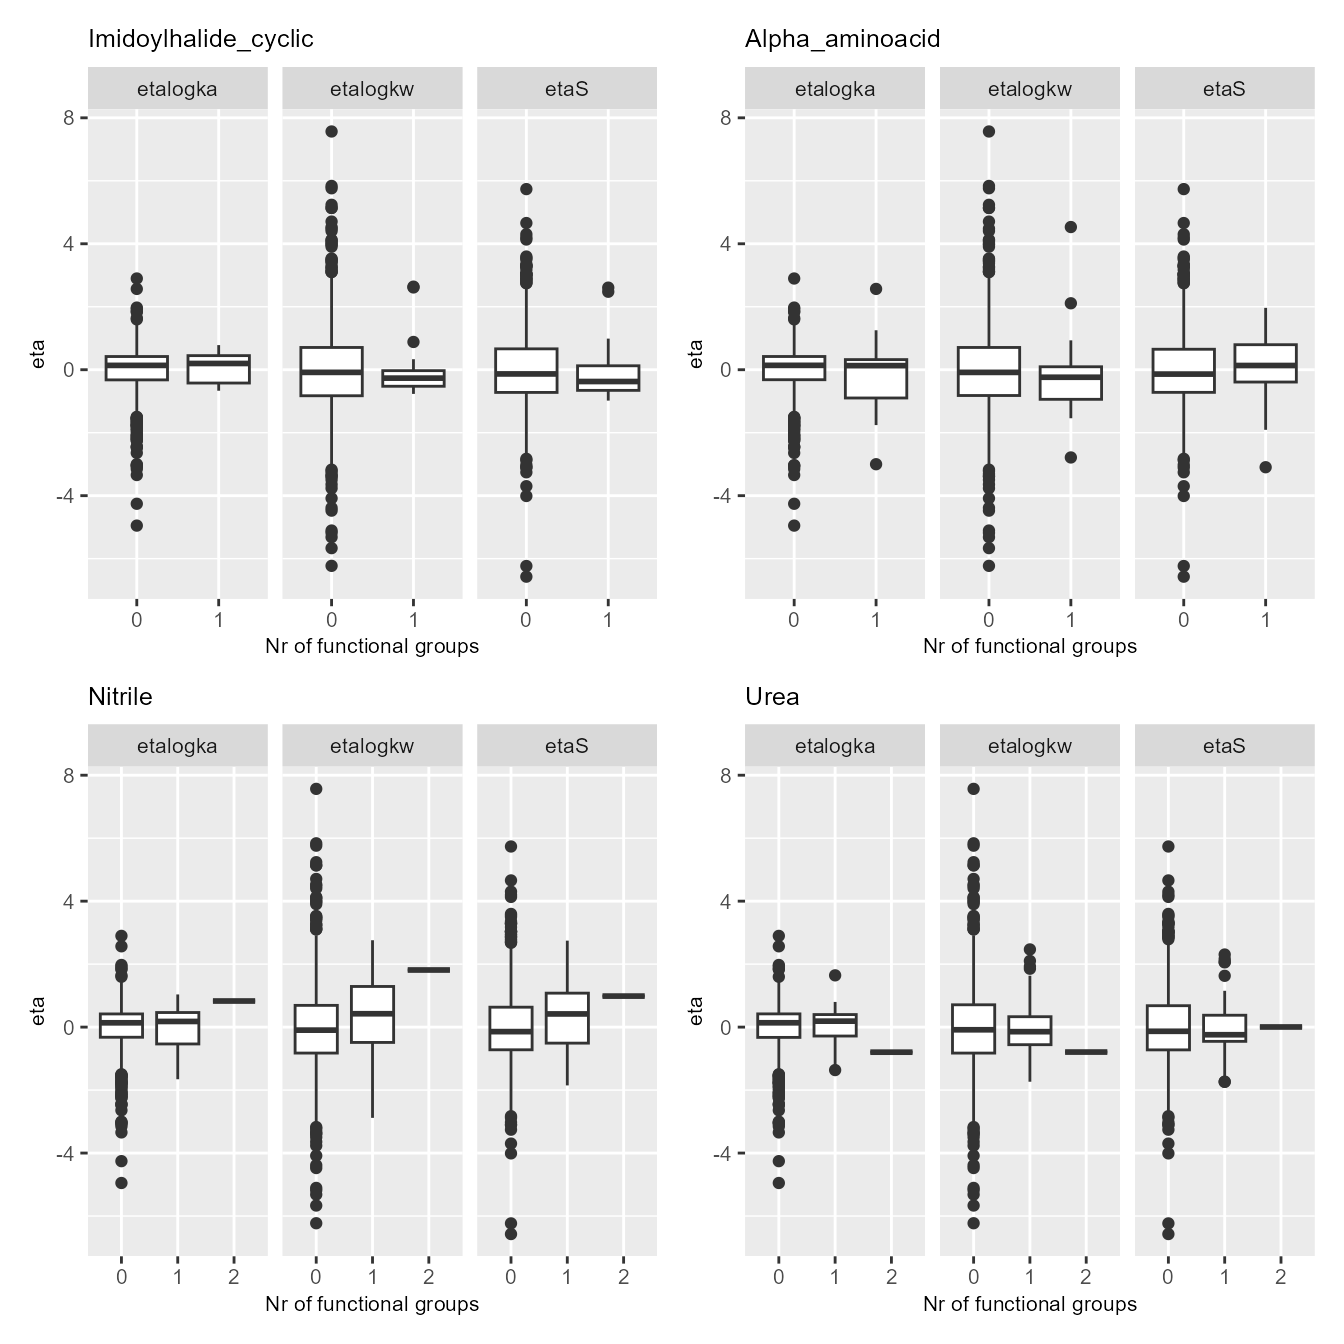 Imidoylhalide_cyclic
etalogka etalogkw etaS
8
4
0
-4
eta
0 1 0 1 0 1
Nr of functional groups
Alpha_aminoacid
etalogka etalogkw etaS
8
4
0
-4
eta
0 1 0 1 0 1
Nr of functional groups
Nitrile
etalogka etalogkw etaS
8
4
0
-4
eta
0 1 2 0 1 2 0 1 2
Nr of functional groups
Urea
etalogka etalogkw etaS
8
4
0
-4
eta
0 1 2 0 1 2 0 1 2
Nr of functional groups